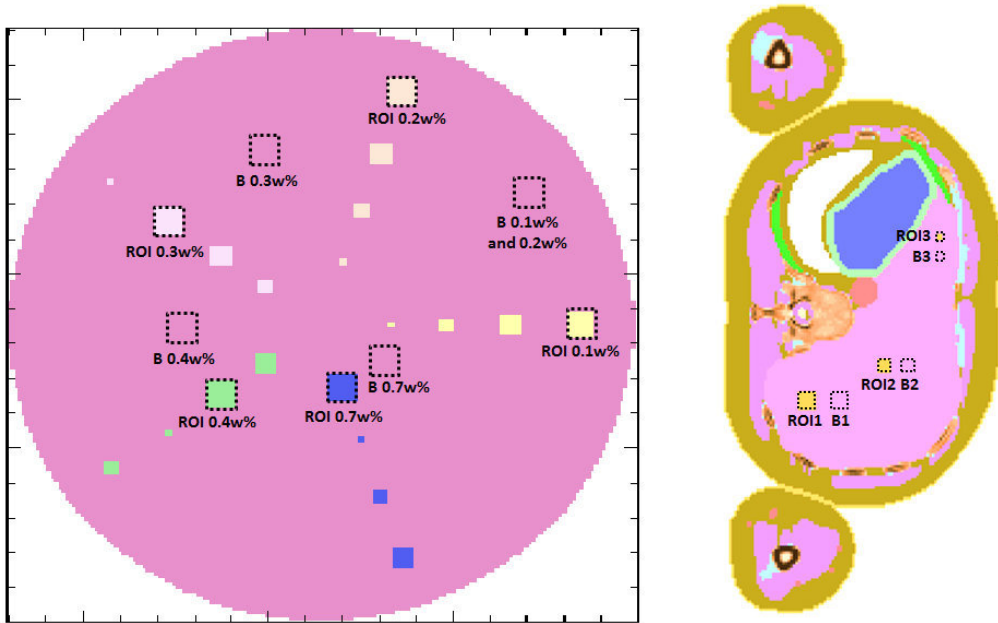 ROI 0.2w%
B 0.3w%
B 0.1w%
and 0.2w%
ROI 0.3w%
B 0.4w%
ROI 0.1w%
B 0.7w%
ROI 0.4w%
ROI 0.7w%
ROI3
B3
ROI2 B2
ROI1 B1